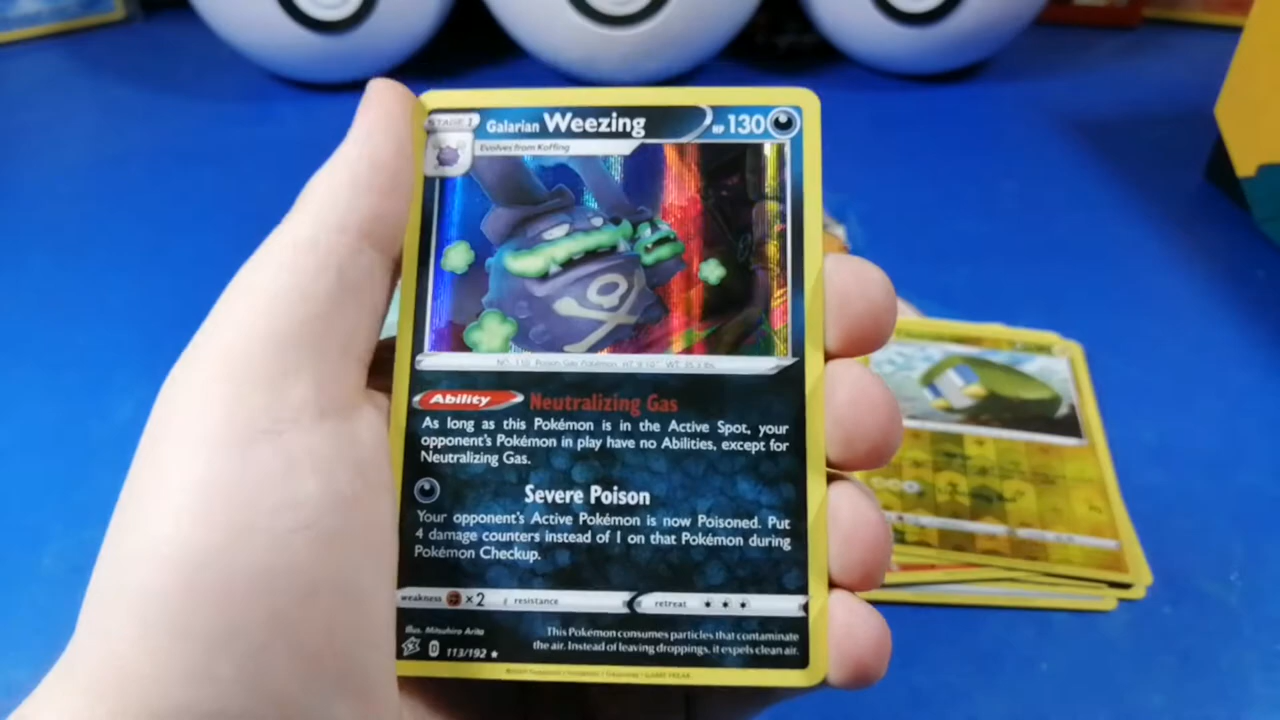 STAGE 1
Galarian Weezing
HP 130
Evolves from Koffing
Ability Neutralizing Gas
As long as this Pokémon is in the Active Spot, your
opponent's Pokémon in play have no Abilities, except for
Neutralizing Gas.
Severe Poison
Your opponent's Active Pokémon is now Poisoned. Put
4 damage counters instead of 1 on that Pokémon during
Pokémon Checkup.
weakness ×2 resistance retreat
Illus. Mitsuhiro Arita
This Pokémon consumes particles that contaminate
the air. Instead of leaving droppings, it expels clean air.
D 113/192